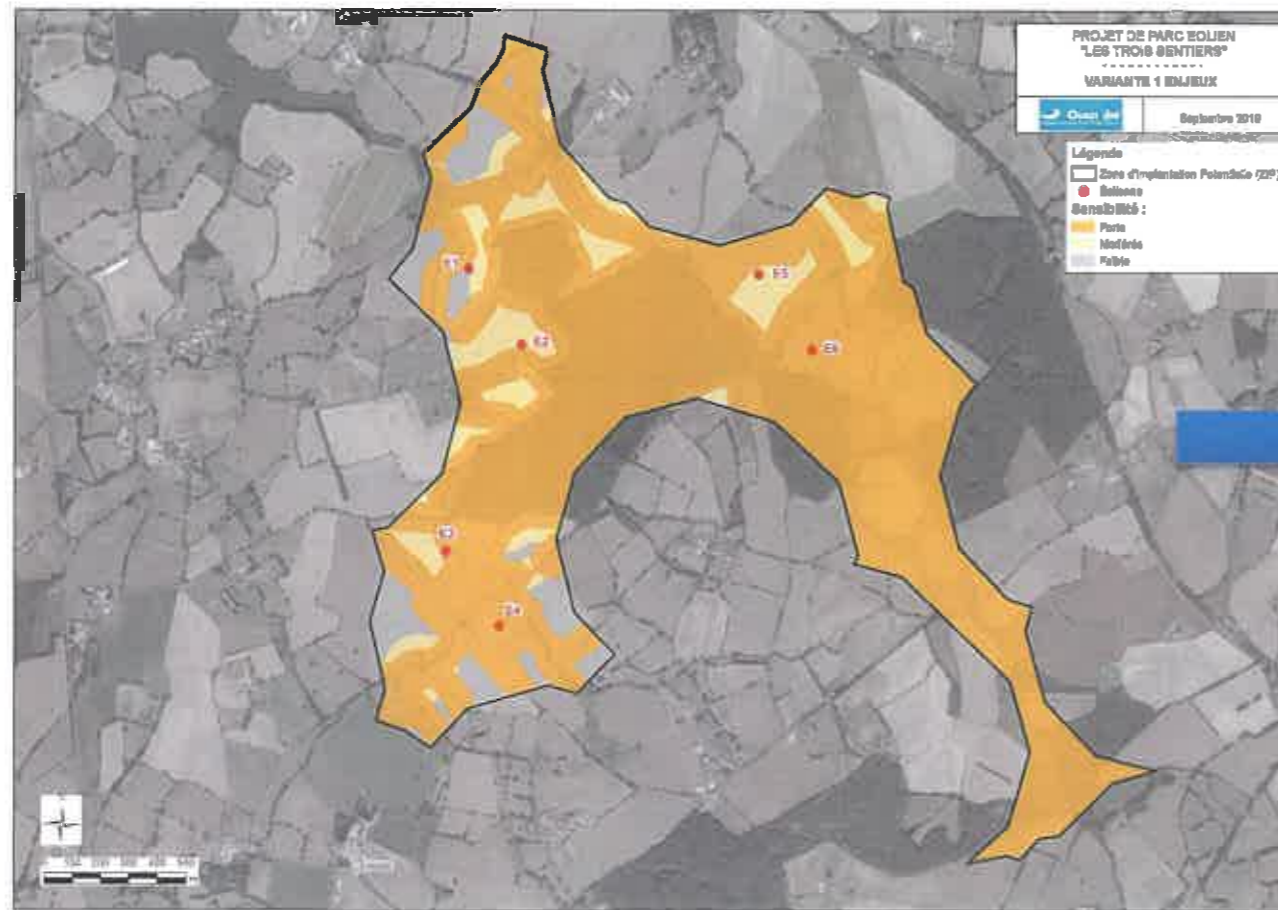 PROJET DE PARC EOLIEN
"LES TROIS SENTIERS"
VARIANTE 1 ENJEUX
Septembre 2019
Légende
Zone d'Implantation Potentielle (ZIP)
Eolienne
Sensibilité :
Forte
Modérée
Faible
E1
E2
E3
E4
E5
E6